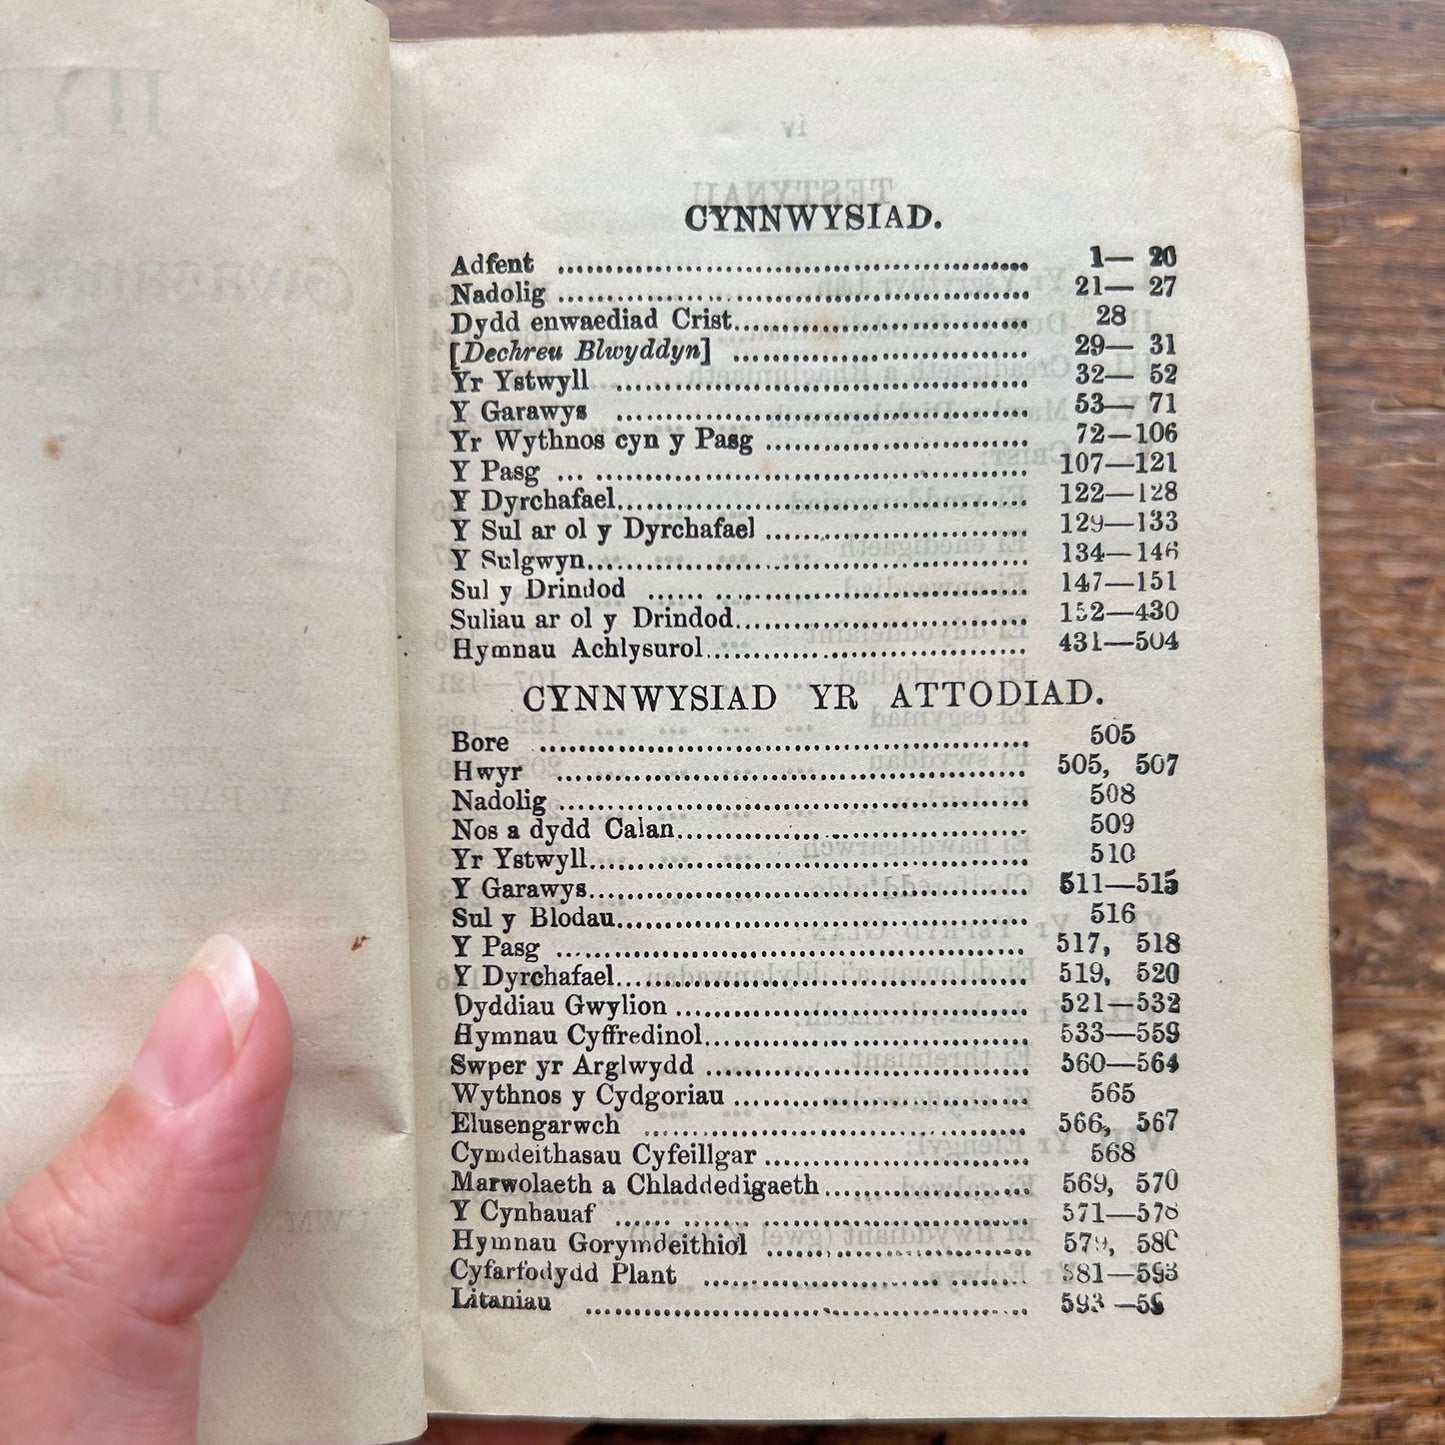 CYNNWYSIAD.
Adfent ........ 1— 20
Nadolig ........ 21— 27
Dydd enwaediad Crist........ 28
[Dechreu Blwyddyn] ........ 29— 31
Yr Ystwyll ........ 32— 52
Y Garawys ........ 53— 71
Yr Wythnos cyn y Pasg ........ 72—106
Y Pasg ........ 107—121
Y Dyrchafael........ 122—128
Y Sul ar ol y Dyrchafael ........ 129—133
Y Sulgwyn........ 134—146
Sul y Drindod ........ 147—151
Suliau ar ol y Drindod........ 152—430
Hymnau Achlysurol........ 431—504
CYNNWYSIAD YR ATTODIAD.
Bore ........ 505
Hwyr ........ 505, 507
Nadolig ........ 508
Nos a dydd Calan........ 509
Yr Ystwyll........ 510
Y Garawys........ 511—515
Sul y Blodau........ 516
Y Pasg ........ 517, 518
Y Dyrchafael........ 519, 520
Dyddiau Gwylion ........ 521—532
Hymnau Cyffredinol........ 533—559
Swper yr Arglwydd ........ 560—564
Wythnos y Cydgoriau ........ 565
Elusengarwch ........ 566, 567
Cymdeithasau Cyfeillgar ........ 568
Marwolaeth a Chladdedigaeth........ 569, 570
Y Cynhauaf ........ 571—578
Hymnau Gorymdeithiol ........ 579, 580
Cyfarfodydd Plant ........ 581—593
Litaniau ........ 593